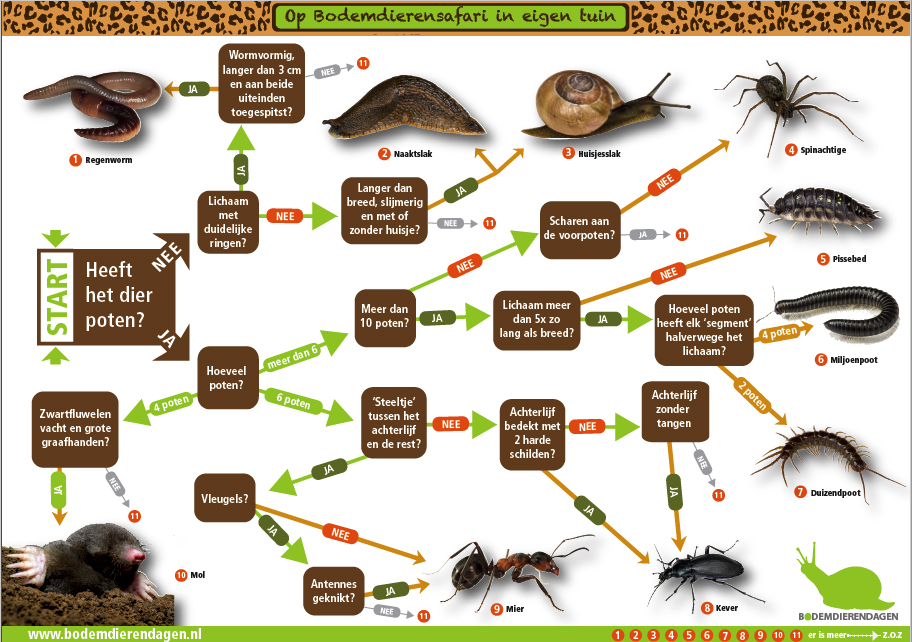 Op Bodemdierensafari in eigen tuin
Wormvormig,
langer dan 3 cm
en aan beide
uiteinden
toegespitst?
NEE
11
JA
1 Regenworm
2 Naaktslak
3 Huisjesslak
4 Spinachtige
JA
Lichaam
met
duidelijke
ringen?
NEE
Langer dan
breed, slijmerig
en met of
zonder huisje?
JA
NEE
11
Scharen aan
de voorpoten?
NEE
JA
11
5 Pissebed
START
Heeft
het dier
poten?
NEE
JA
Meer dan
10 poten?
NEE
JA
Lichaam meer
dan 5x zo
lang als breed?
NEE
JA
Hoeveel poten
heeft elk ‘segment’
halverwege het
lichaam?
4 poten
6 Miljoenpoot
2 poten
7 Duizendpoot
Hoeveel
poten?
meer dan 6
6 poten
4 poten
Zwartfluwelen
vacht en grote
graafhanden?
JA
NEE
11
10 Mol
‘Steeltje’
tussen het
achterlijf
en de rest?
NEE
JA
Achterlijf
bedekt met
2 harde
schilden?
NEE
JA
Achterlijf
zonder
tangen
NEE
11
JA
8 Kever
Vleugels?
NEE
JA
Antennes
geknikt?
JA
NEE
11
9 Mier
BODEMDIERENDAGEN
www.bodemdierendagen.nl
1 2 3 4 5 6 7 8 9 10 11 er is meer z.o.z